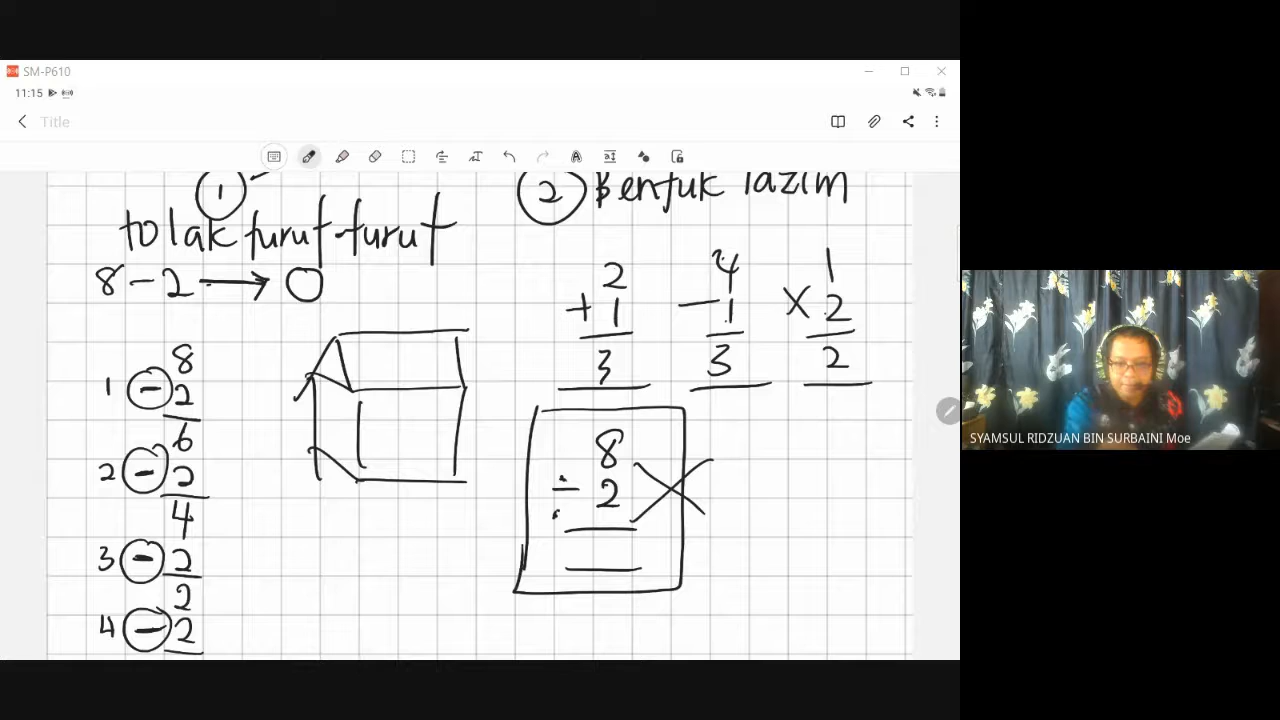 SM-P610
11:15
Title
1
tolak turut-turut
8 - 2 → 0
8
1 - 2
6
2 - 2
4
3 - 2
2
4 - 2
2 Bentuk lazim
2
+ 1
3
4
- 1
3
1
× 2
2
8
÷ 2
SYAMSUL RIDZUAN BIN SURBAINI Moe